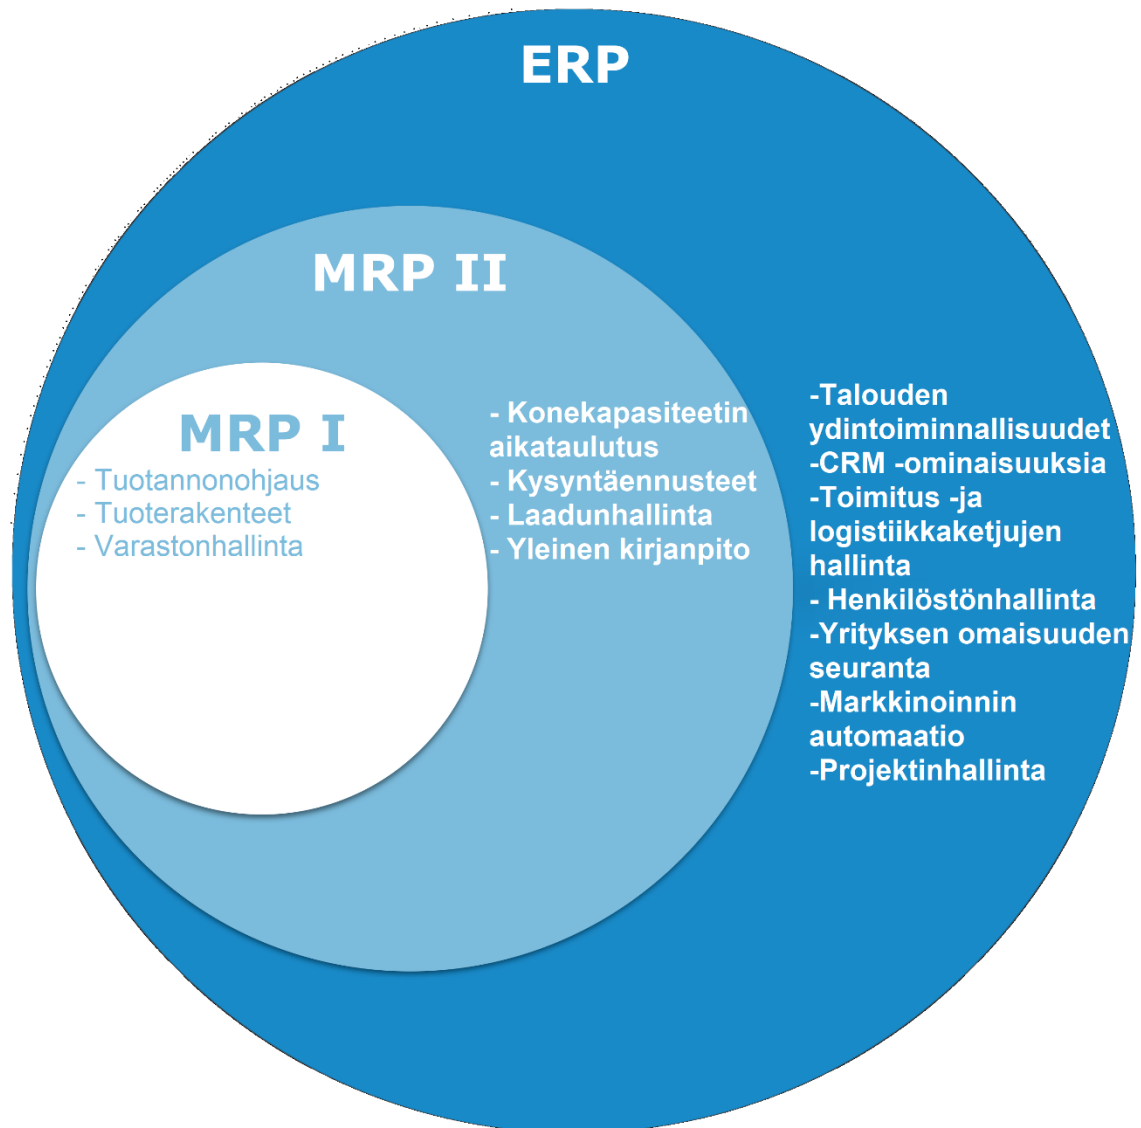 ERP
MRP II
MRP I
- Tuotannonohjaus
- Tuoterakenteet
- Varastonhallinta
- Konekapasiteetin
aikataulutus
- Kysyntäennusteet
- Laadunhallinta
- Yleinen kirjanpito
-Talouden
ydintoiminnallisuudet
-CRM -ominaisuuksia
-Toimitus -ja
logistiikkaketjujen
hallinta
- Henkilöstönhallinta
-Yrityksen omaisuuden
seuranta
-Markkinoinnin
automaatio
-Projektinhallinta